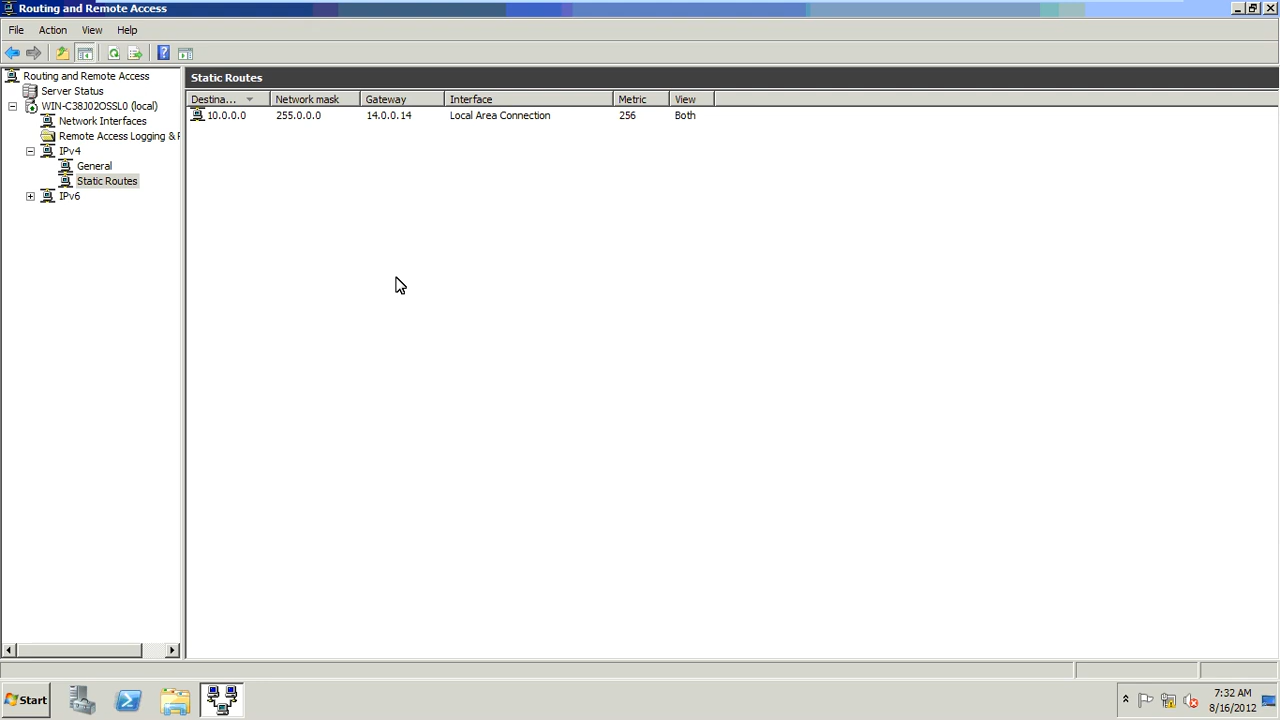 Routing and Remote Access
File Action View Help
Routing and Remote Access
Server Status
WIN-C38J02OSSL0 (local)
Network Interfaces
Remote Access Logging & P
IPv4
General
Static Routes
IPv6
Static Routes
Destina... Network mask Gateway Interface Metric View
10.0.0.0 255.0.0.0 14.0.0.14 Local Area Connection 256 Both
Start
7:32 AM
8/16/2012